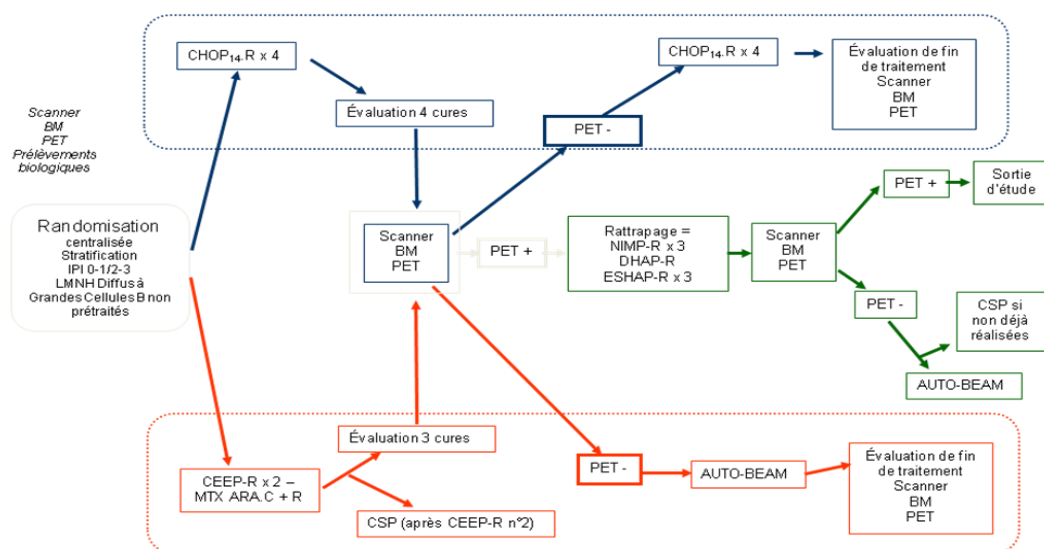 CHOP₁₄.R x 4
CHOP₁₄.R x 4
Évaluation de fin
de traitement
Scanner
BM
PET
Évaluation 4 cures
PET -
Scanner
BM
PET
Prélèvements
biologiques
Randomisation
centralisée
Stratification
IPI 0-1/2-3
LMNH Diffus à
Grandes Cellules B non
prétraités
Scanner
BM
PET
PET +
Rattrapage =
NIMP-R x 3
DHAP-R
ESHAP-R x 3
Scanner
BM
PET
PET +
Sortie
d'étude
PET -
CSP si
non déjà
réalisées
AUTO-BEAM
Évaluation 3 cures
CEEP-R x 2 –
MTX ARA.C + R
CSP (après CEEP-R n°2)
PET -
AUTO-BEAM
Évaluation de fin
de traitement
Scanner
BM
PET